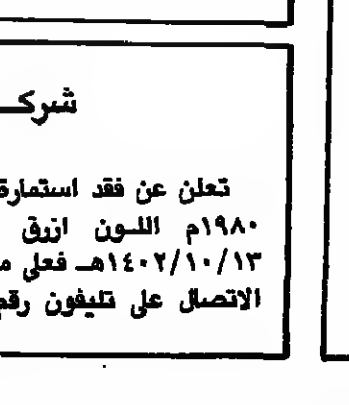 شركـ
تعلن عن فقد استمارة
١٩٨٠م اللـون ازرق
١٤٠٢/١٠/١٣هـ فعلى
الاتصال على تليفون رقم